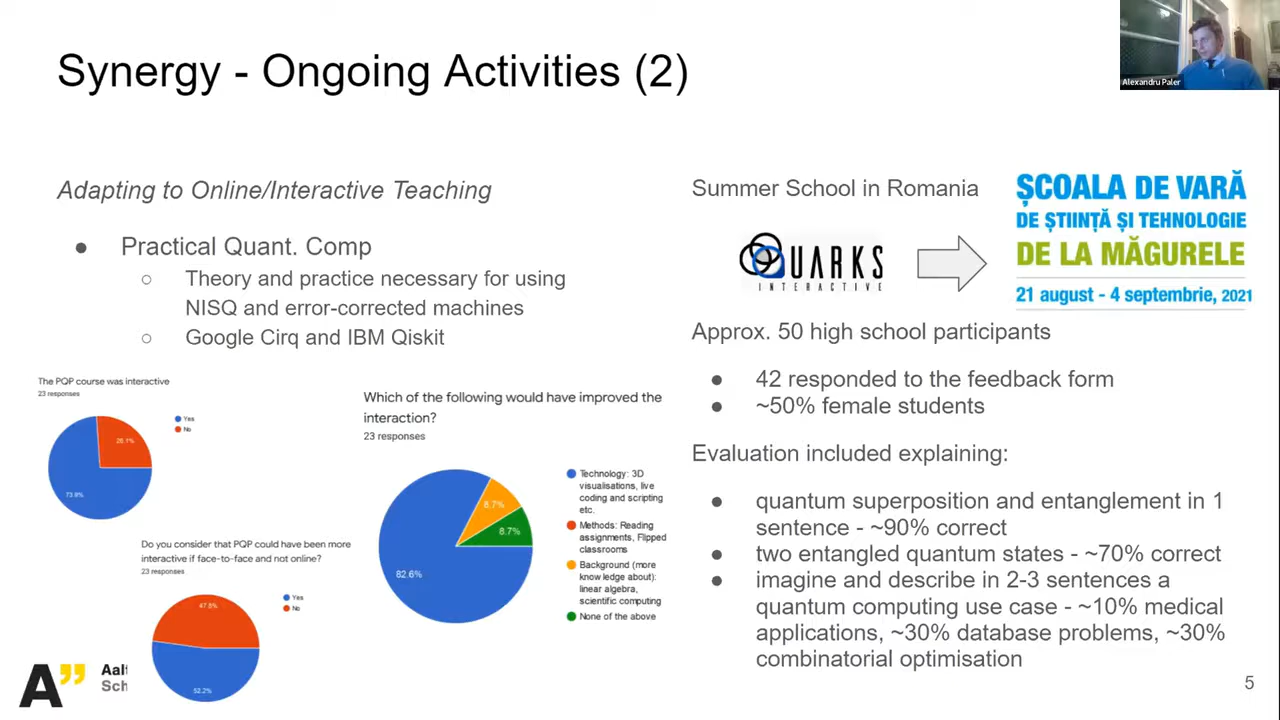 Synergy - Ongoing Activities (2)
Alexandru Paler
Adapting to Online/Interactive Teaching
● Practical Quant. Comp
○ Theory and practice necessary for using
NISQ and error-corrected machines
○ Google Cirq and IBM Qiskit
The PQP course was interactive
23 responses
Yes
No
26.1%
73.9%
Do you consider that PQP could have been more
interactive if face-to-face and not online?
23 responses
Yes
No
47.8%
52.2%
Which of the following would have improved the
interaction?
23 responses
8.7%
8.7%
82.6%
Technology: 3D
visualisations, live
coding and scripting
etc.
Methods: Reading
assignments, Flipped
classrooms
Background (more
know ledge about):
linear algebra,
scientific computing
None of the above
Summer School in Romania
QUARKS
INTERACTIVE
ȘCOALA DE VARĂ
DE ȘTIINȚĂ ȘI TEHNOLOGIE
DE LA MĂGURELE
21 august - 4 septembrie, 2021
Approx. 50 high school participants
● 42 responded to the feedback form
● ~50% female students
Evaluation included explaining:
● quantum superposition and entanglement in 1
sentence - ~90% correct
● two entangled quantum states - ~70% correct
● imagine and describe in 2-3 sentences a
quantum computing use case - ~10% medical
applications, ~30% database problems, ~30%
combinatorial optimisation
A”
Aal
Sch
5